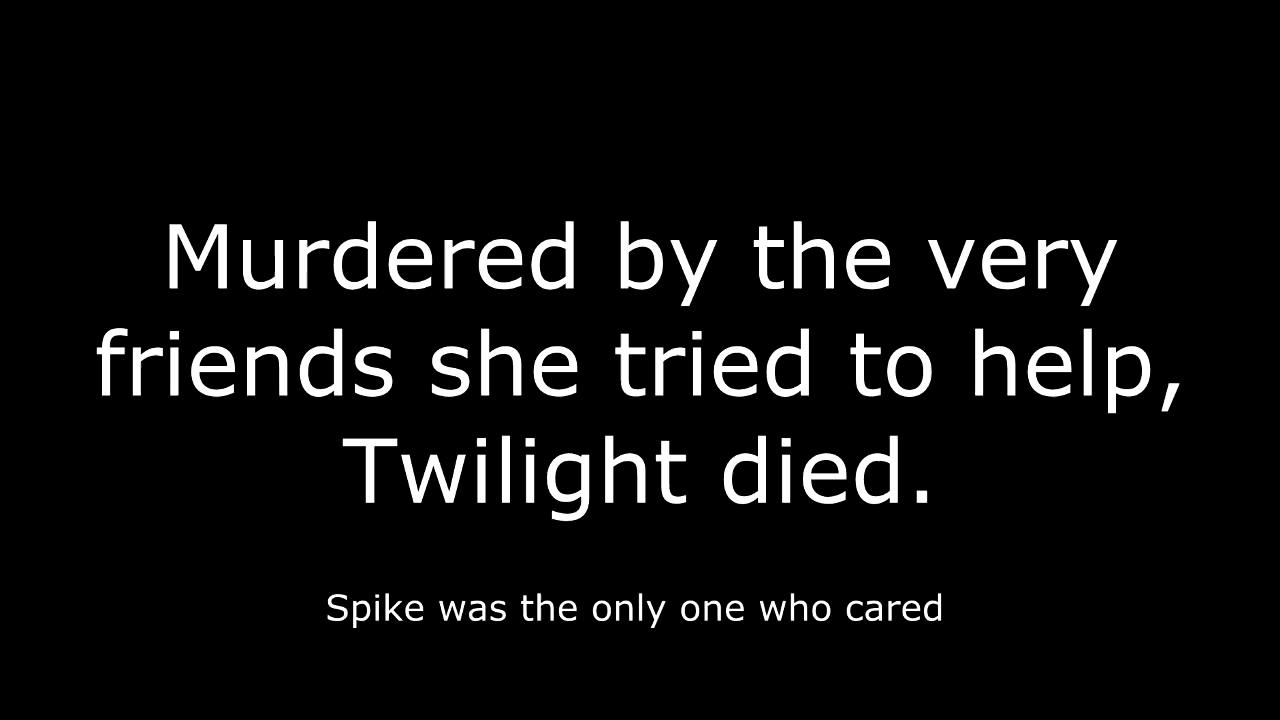 Murdered by the very
friends she tried to help,
Twilight died.
Spike was the only one who cared